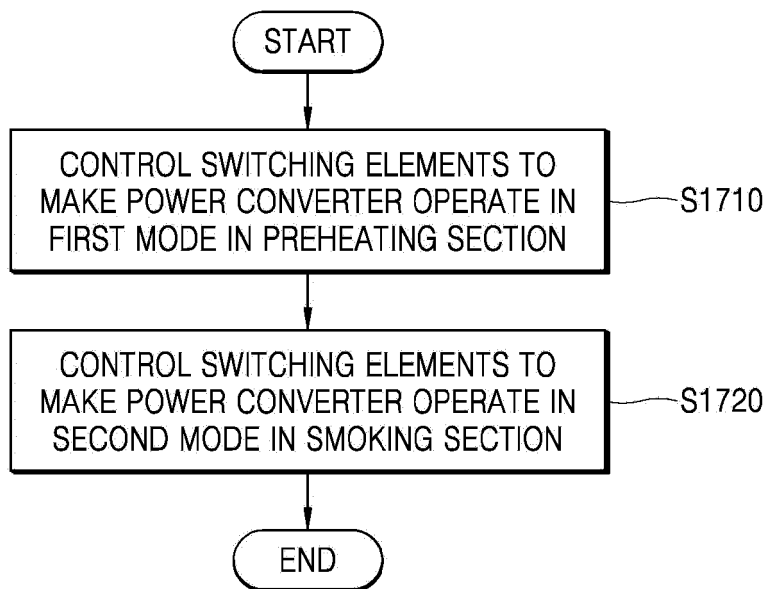 START
CONTROL SWITCHING ELEMENTS TO
MAKE POWER CONVERTER OPERATE IN
FIRST MODE IN PREHEATING SECTION
S1710
CONTROL SWITCHING ELEMENTS TO
MAKE POWER CONVERTER OPERATE IN
SECOND MODE IN SMOKING SECTION
S1720
END